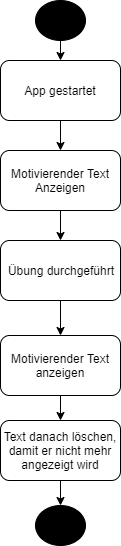 App gestartet
Motivierender Text
Anzeigen
Übung durchgeführt
Motivierender Text
anzeigen
Text danach löschen,
damit er nicht mehr
angezeigt wird